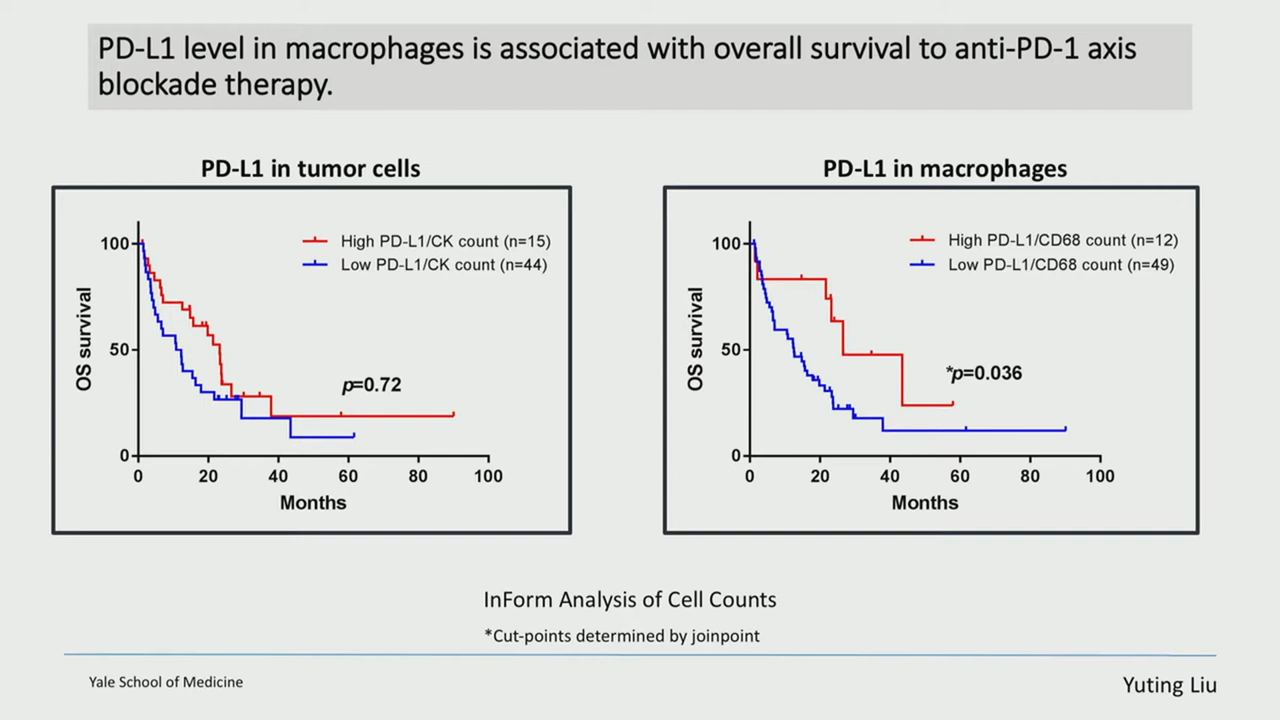 PD-L1 level in macrophages is associated with overall survival to anti-PD-1 axis
blockade therapy.
PD-L1 in tumor cells
High PD-L1/CK count (n=15)
Low PD-L1/CK count (n=44)
100
50
0
OS survival
p=0.72
0 20 40 60 80 100
Months
PD-L1 in macrophages
High PD-L1/CD68 count (n=12)
Low PD-L1/CD68 count (n=49)
100
50
0
OS survival
*p=0.036
0 20 40 60 80 100
Months
InForm Analysis of Cell Counts
*Cut-points determined by joinpoint
Yale School of Medicine
Yuting Liu